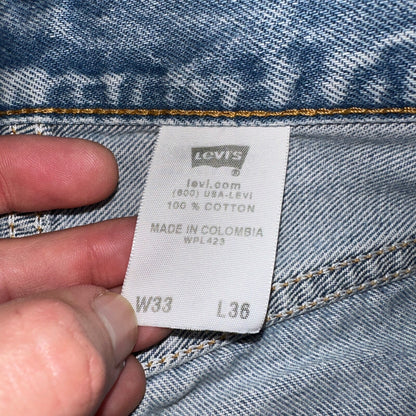 LEVI'S
®
levi.com
(800) USA-LEVI
100 % COTTON
MADE IN COLOMBIA
WPL423
W33 L36